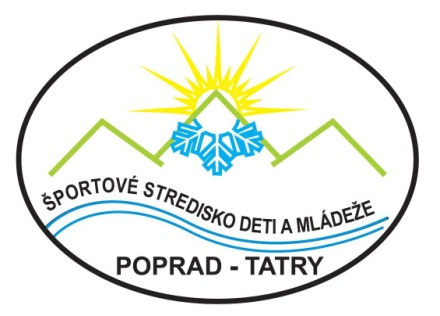 ŠPORTOVÉ STREDISKO DETI A MLÁDEŽE
POPRAD - TATRY